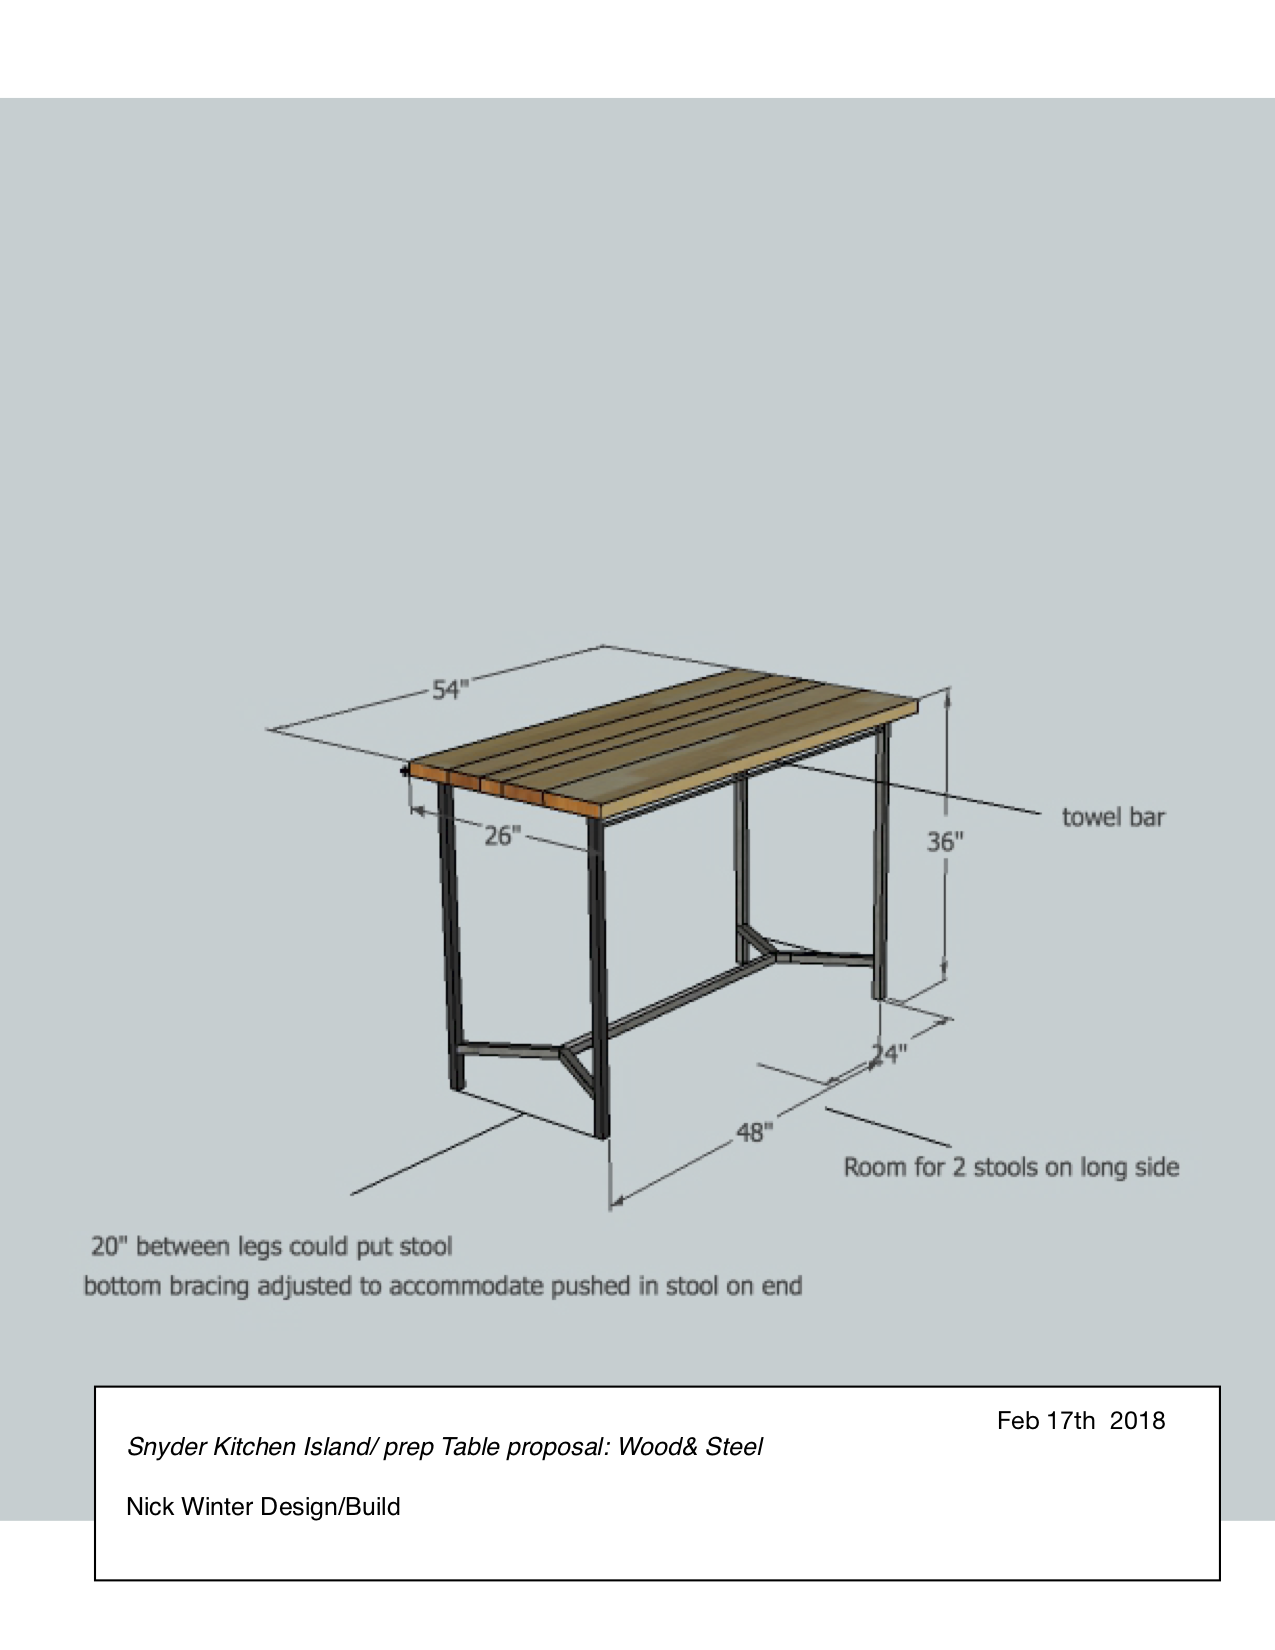 54"
26"
towel bar
36"
24"
48"
Room for 2 stools on long side
20" between legs could put stool
bottom bracing adjusted to accommodate pushed in stool on end
Feb 17th  2018
Snyder Kitchen Island/ prep Table proposal: Wood& Steel
Nick Winter Design/Build